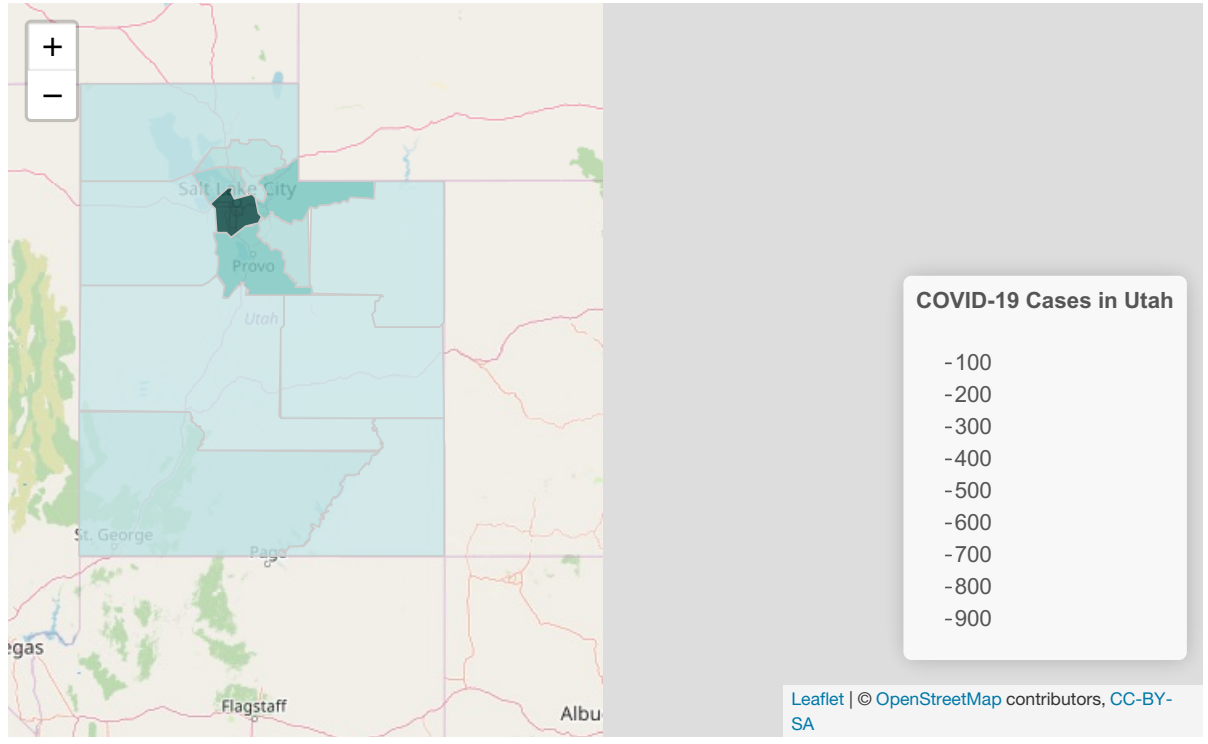 +
−
Salt Lake City
Provo
Utah
St. George
Page
egas
Flagstaff
Albu
COVID-19 Cases in Utah
-100
-200
-300
-400
-500
-600
-700
-800
-900
Leaflet | © OpenStreetMap contributors, CC-BY-
SA